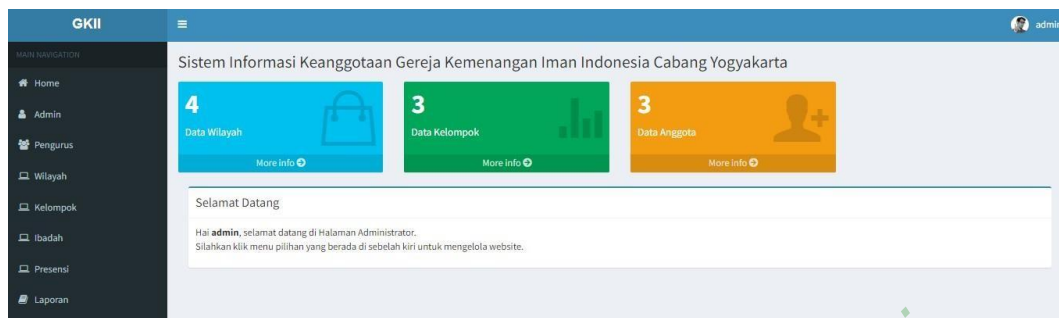 GKII
admin
MAIN NAVIGATION
Home
Admin
Pengurus
Wilayah
Kelompok
Ibadah
Presensi
Laporan
Sistem Informasi Keanggotaan Gereja Kemenangan Iman Indonesia Cabang Yogyakarta
4
Data Wilayah
More info
3
Data Kelompok
More info
3
Data Anggota
More info
Selamat Datang
Hai admin, selamat datang di Halaman Administrator.
Silahkan klik menu pilihan yang berada di sebelah kiri untuk mengelola website.